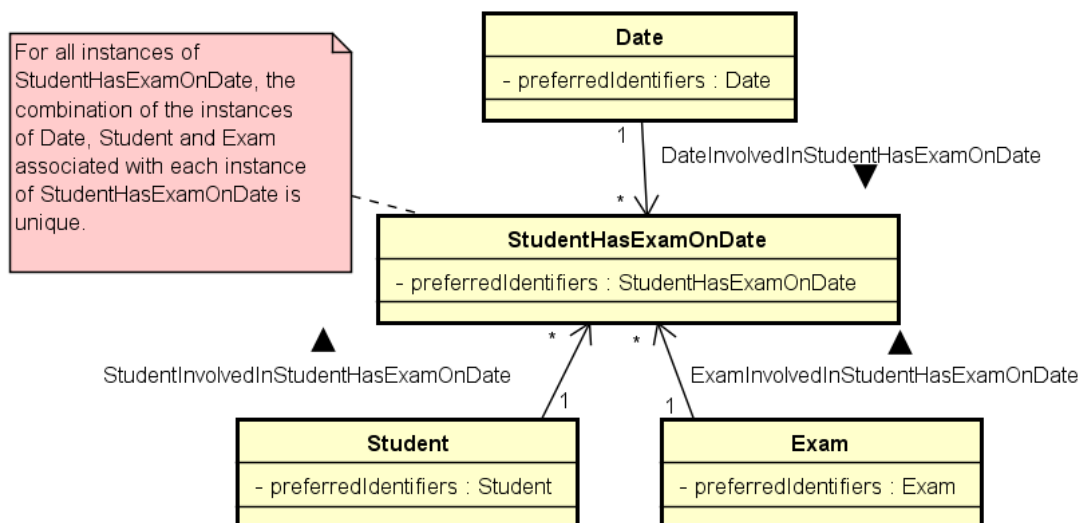 For all instances of
StudentHasExamOnDate, the
combination of the instances
of Date, Student and Exam
associated with each instance
of StudentHasExamOnDate is
unique.
Date
- preferredIdentifiers : Date
1
DateInvolvedInStudentHasExamOnDate
*
StudentHasExamOnDate
- preferredIdentifiers : StudentHasExamOnDate
*
*
StudentInvolvedInStudentHasExamOnDate
ExamInvolvedInStudentHasExamOnDate
1
1
Student
- preferredIdentifiers : Student
Exam
- preferredIdentifiers : Exam